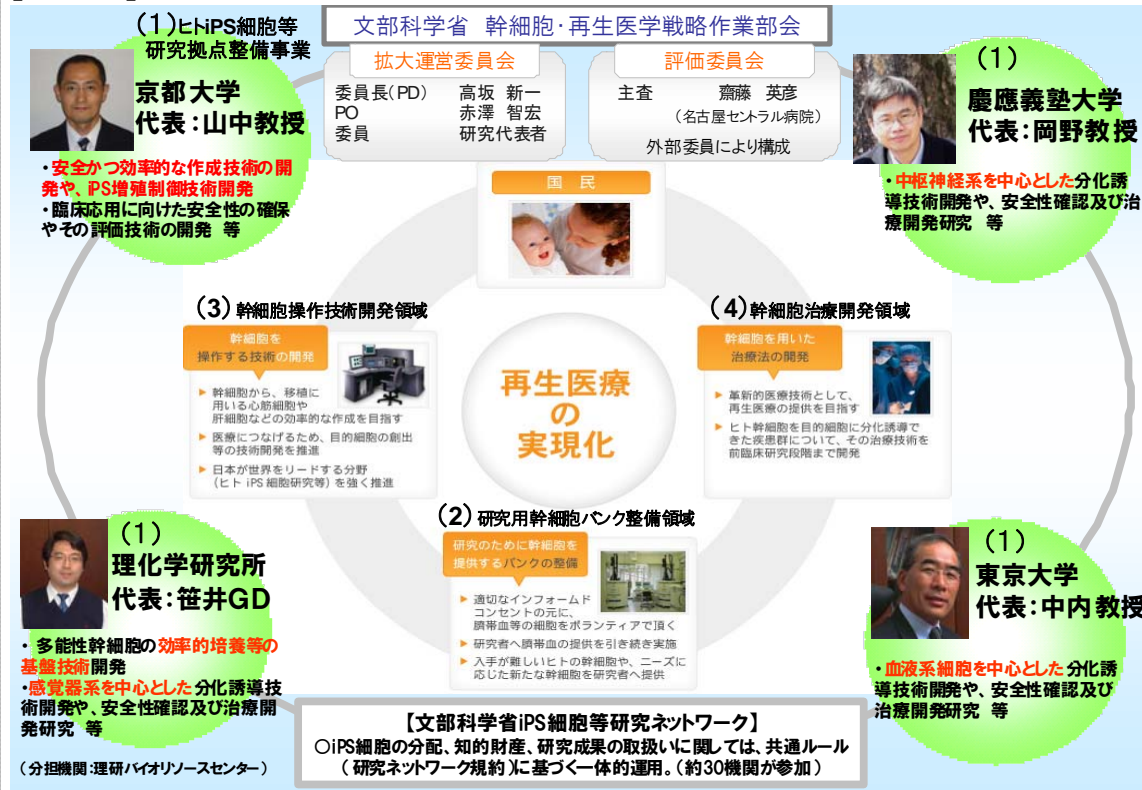 (1)ヒトiPS細胞等
研究拠点整備事業
京都大学
代表:山中教授
・安全かつ効率的な作成技術の開
発や、iPS増殖制御技術開発
・臨床応用に向けた安全性の確保
やその評価技術の開発 等
文部科学省 幹細胞・再生医学戦略作業部会
拡大運営委員会
委員長(PD) 高坂 新一
PO 赤澤 智宏
委員 研究代表者
評価委員会
主査 齋藤 英彦
(名古屋セントラル病院)
外部委員により構成
(1)
慶應義塾大学
代表:岡野教授
・中枢神経系を中心とした分化誘
導技術開発や、安全性確認及び治
療開発研究 等
国 民
(3)幹細胞操作技術開発領域
幹細胞を
操作する技術の開発
▶ 幹細胞から、移植に
用いる心筋細胞や
肝細胞などの効率的な作成を目指す
▶ 医療につなげるため、目的細胞の創出
等の技術開発を推進
▶ 日本が世界をリードする分野
(ヒト iPS 細胞研究等)を強く推進
再生医療
の
実現化
(4)幹細胞治療開発領域
幹細胞を用いた
治療法の開発
▶ 革新的医療技術として、
再生医療の提供を目指す
▶ ヒト幹細胞を目的細胞に分化誘導で
きた疾患群について、その治療技術を
前臨床研究段階まで開発
(2)研究用幹細胞バンク整備領域
研究のために幹細胞を
提供するバンクの整備
▶ 適切なインフォームド
コンセントの元に、
臍帯血等の細胞をボランティアで頂く
▶ 研究者へ臍帯血の提供を引き続き実施
▶ 入手が難しいヒトの幹細胞や、ニーズに
応じた新たな幹細胞を研究者へ提供
(1)
理化学研究所
代表:笹井GD
・多能性幹細胞の効率的培養等の
基盤技術開発
・感覚器系を中心とした分化誘導技
術開発や、安全性確認及び治療開
発研究 等
(分担機関:理研バイオリソースセンター)
(1)
東京大学
代表:中内教授
・血液系細胞を中心とした分化誘
導技術開発や、安全性確認及び
治療開発研究 等
【文部科学省iPS細胞等研究ネットワーク】
○iPS細胞の分配、知的財産、研究成果の取扱いに関しては、共通ルール
(研究ネットワーク規約)に基づく一体的運用。(約30機関が参加)